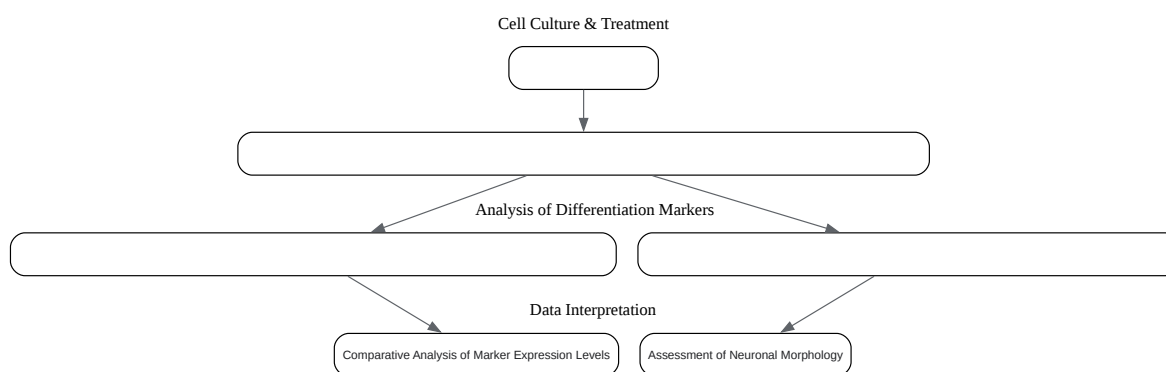 Cell Culture & Treatment
Analysis of Differentiation Markers
Data Interpretation
Comparative Analysis of Marker Expression Levels
Assessment of Neuronal Morphology